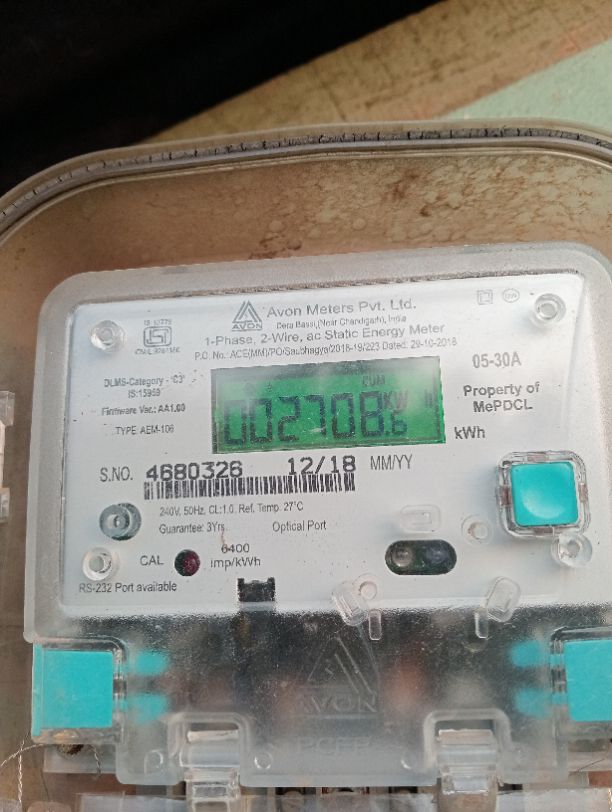 AVON
Avon Meters Pvt. Ltd.
Dera Bassi,(Near Chandigarh), India
1-Phase, 2-Wire, ac Static Energy Meter
P.O. No.: ACE(MM)/PO/Saubhagya/2018-19/223 Dated: 29-10-2018
IS 13779
DLMS-Category - 'C3'
IS:15959
Firmware Ver.: AA1.00
TYPE: AEM-106
CUM
002708.6
kWh
05-30A
Property of
MePDCL
S.NO. 4680326 12/18 MM/YY
240V, 50Hz, CL:1.0, Ref. Temp. 27°C
Guarantee: 3Yrs. Optical Port
CAL 6400
imp/kWh
RS-232 Port available
AVON